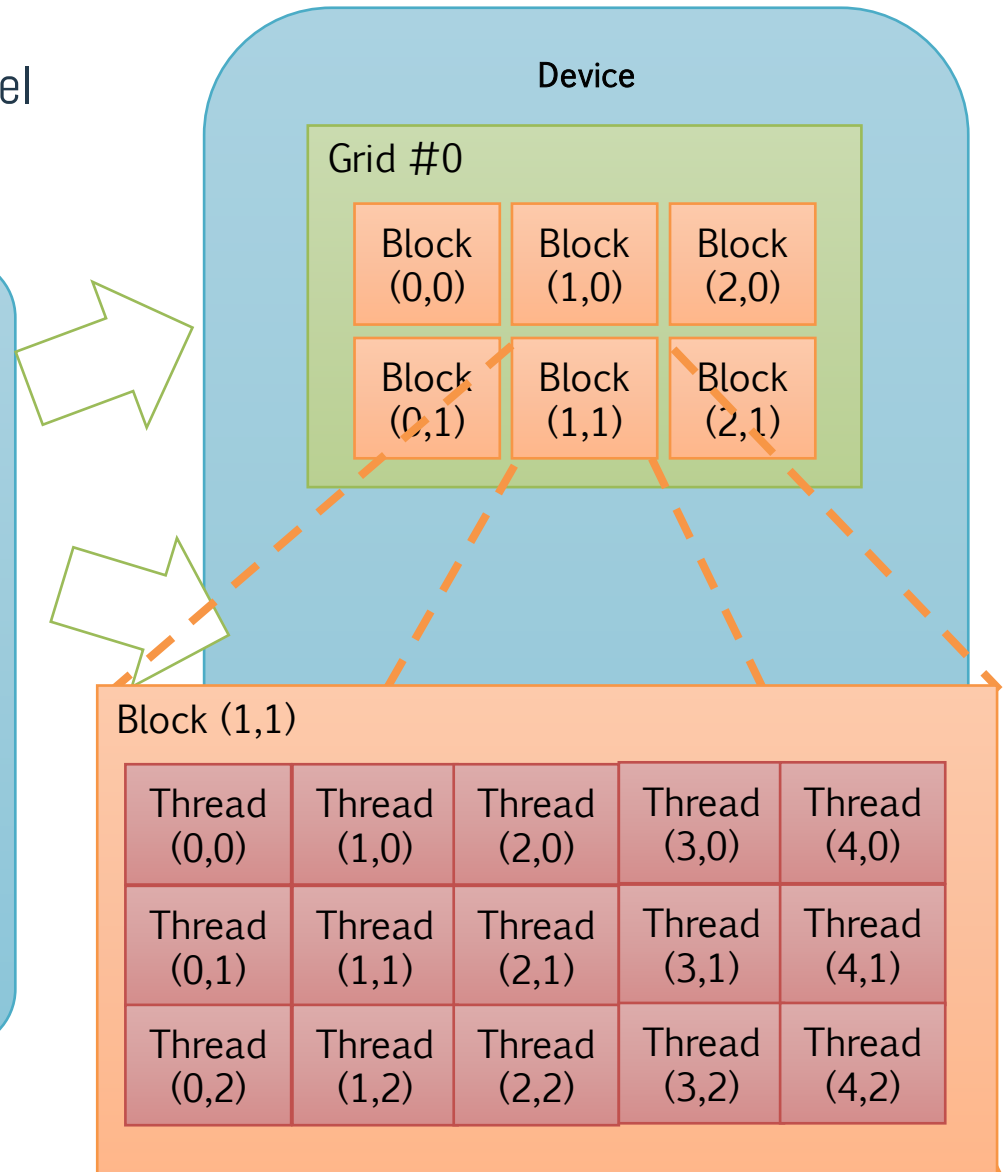 el
Device
Grid #0
Block Block Block
(0,0) (1,0) (2,0)
Block Block Block
(0,1) (1,1) (2,1)
Block (1,1)
Thread Thread Thread Thread Thread
(0,0) (1,0) (2,0) (3,0) (4,0)
Thread Thread Thread Thread Thread
(0,1) (1,1) (2,1) (3,1) (4,1)
Thread Thread Thread Thread Thread
(0,2) (1,2) (2,2) (3,2) (4,2)